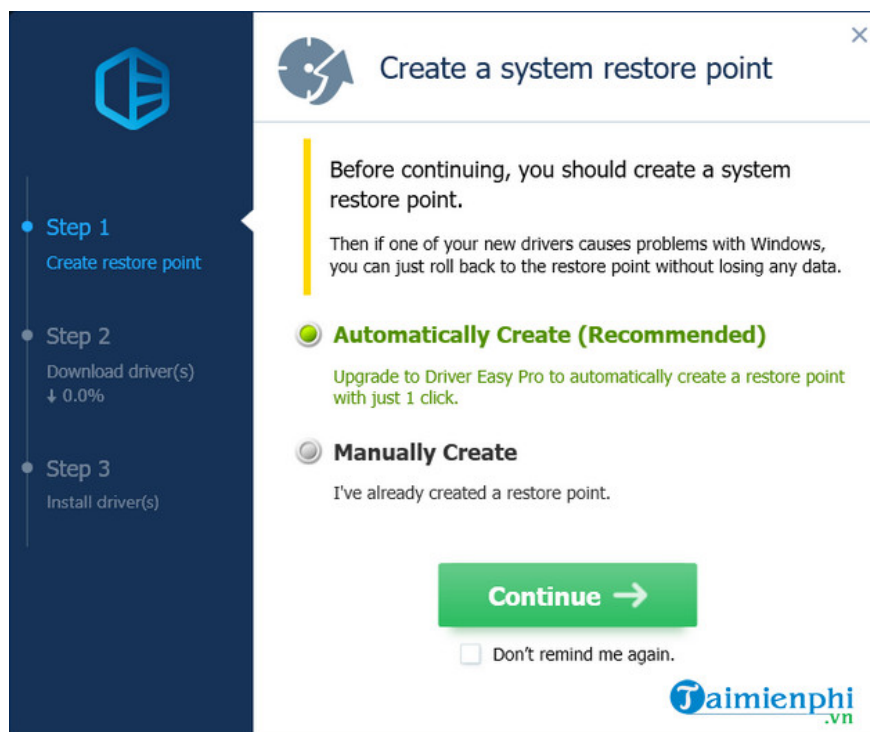 Create a system restore point
Step 1
Create restore point
Step 2
Download driver(s)
↓ 0.0%
Step 3
Install driver(s)
Before continuing, you should create a system
restore point.
Then if one of your new drivers causes problems with Windows,
you can just roll back to the restore point without losing any data.
Automatically Create (Recommended)
Upgrade to Driver Easy Pro to automatically create a restore point
with just 1 click.
Manually Create
I've already created a restore point.
Continue →
Don't remind me again.
Taimienphi
.vn